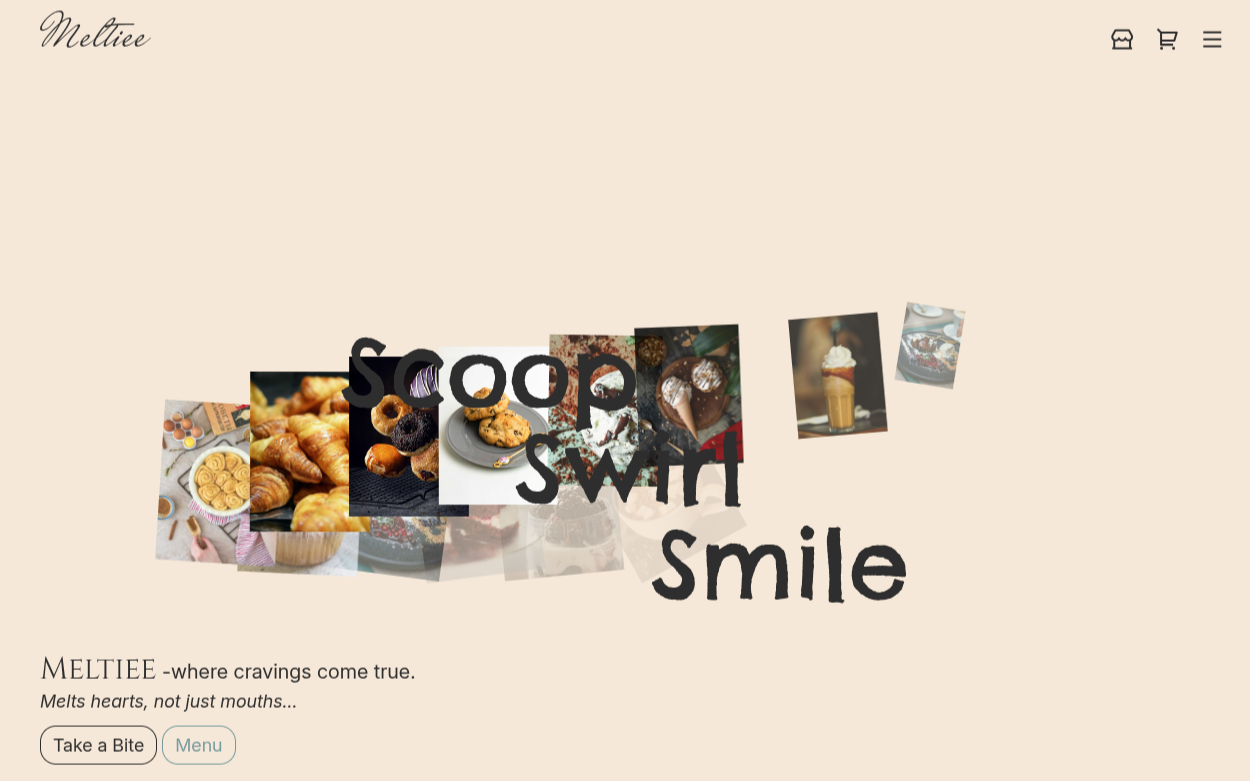 Meltiee
Scoop
Swirl
Smile
MELTIEE -where cravings come true.
Melts hearts, not just mouths...
Take a Bite
Menu